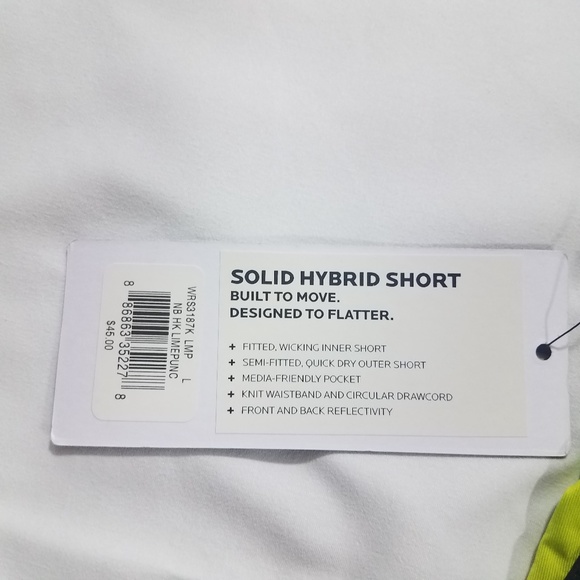 SOLID HYBRID SHORT
BUILT TO MOVE.
DESIGNED TO FLATTER.
+ FITTED, WICKING INNER SHORT
+ SEMI-FITTED, QUICK DRY OUTER SHORT
+ MEDIA-FRIENDLY POCKET
+ KNIT WAISTBAND AND CIRCULAR DRAWCORD
+ FRONT AND BACK REFLECTIVITY
WRS3187K LMP L
NB HK LIMEPUNC
8 86863 35227 8
$45.00